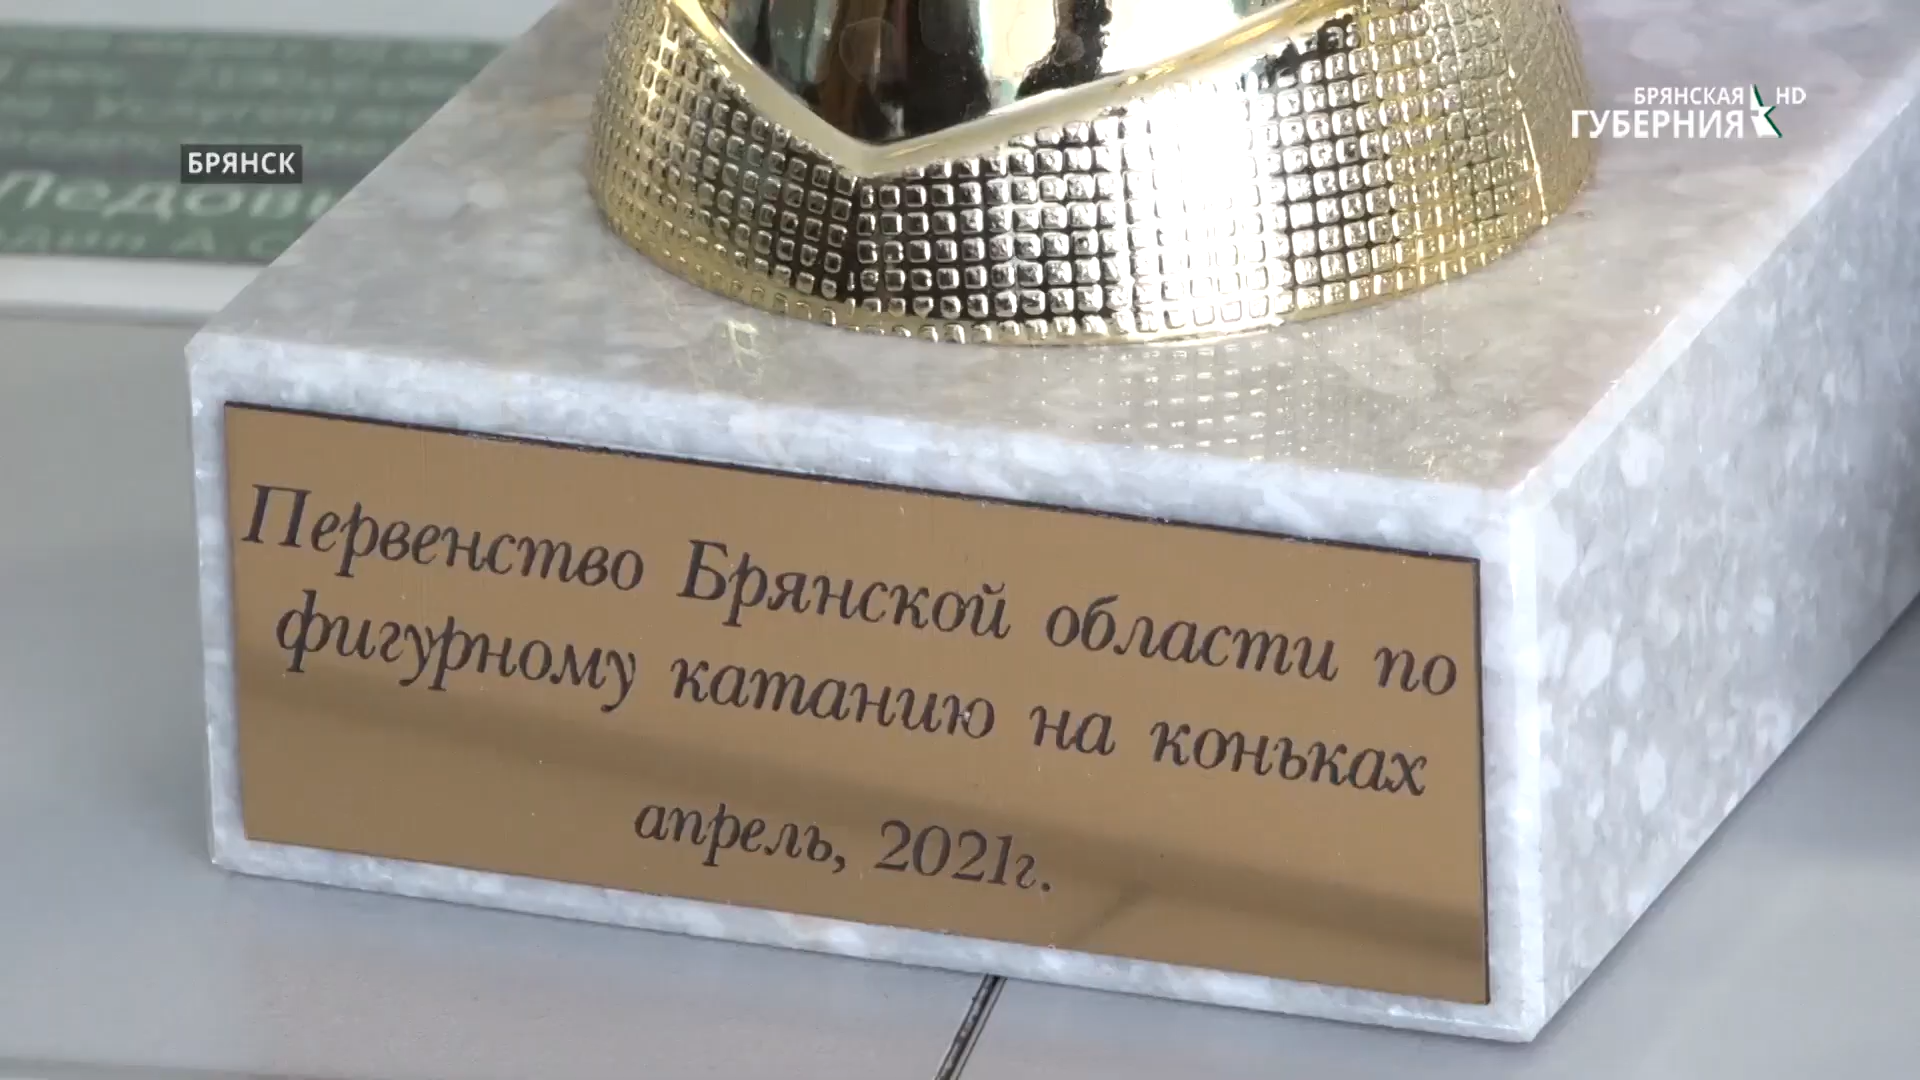 БРЯНСКАЯ HD
ГУБЕРНИЯ
БРЯНСК
Первенство Брянской области по
фигурному катанию на коньках
апрель, 2021г.